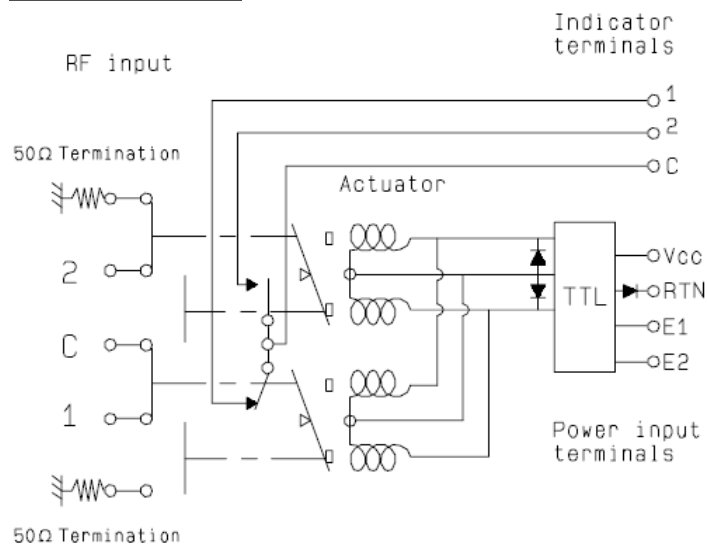 Indicator
terminals
RF input
1
2
C
50Ω Termination
Actuator
2
C
1
TTL
Vcc
RTN
E1
E2
Power input
terminals
50Ω Termination